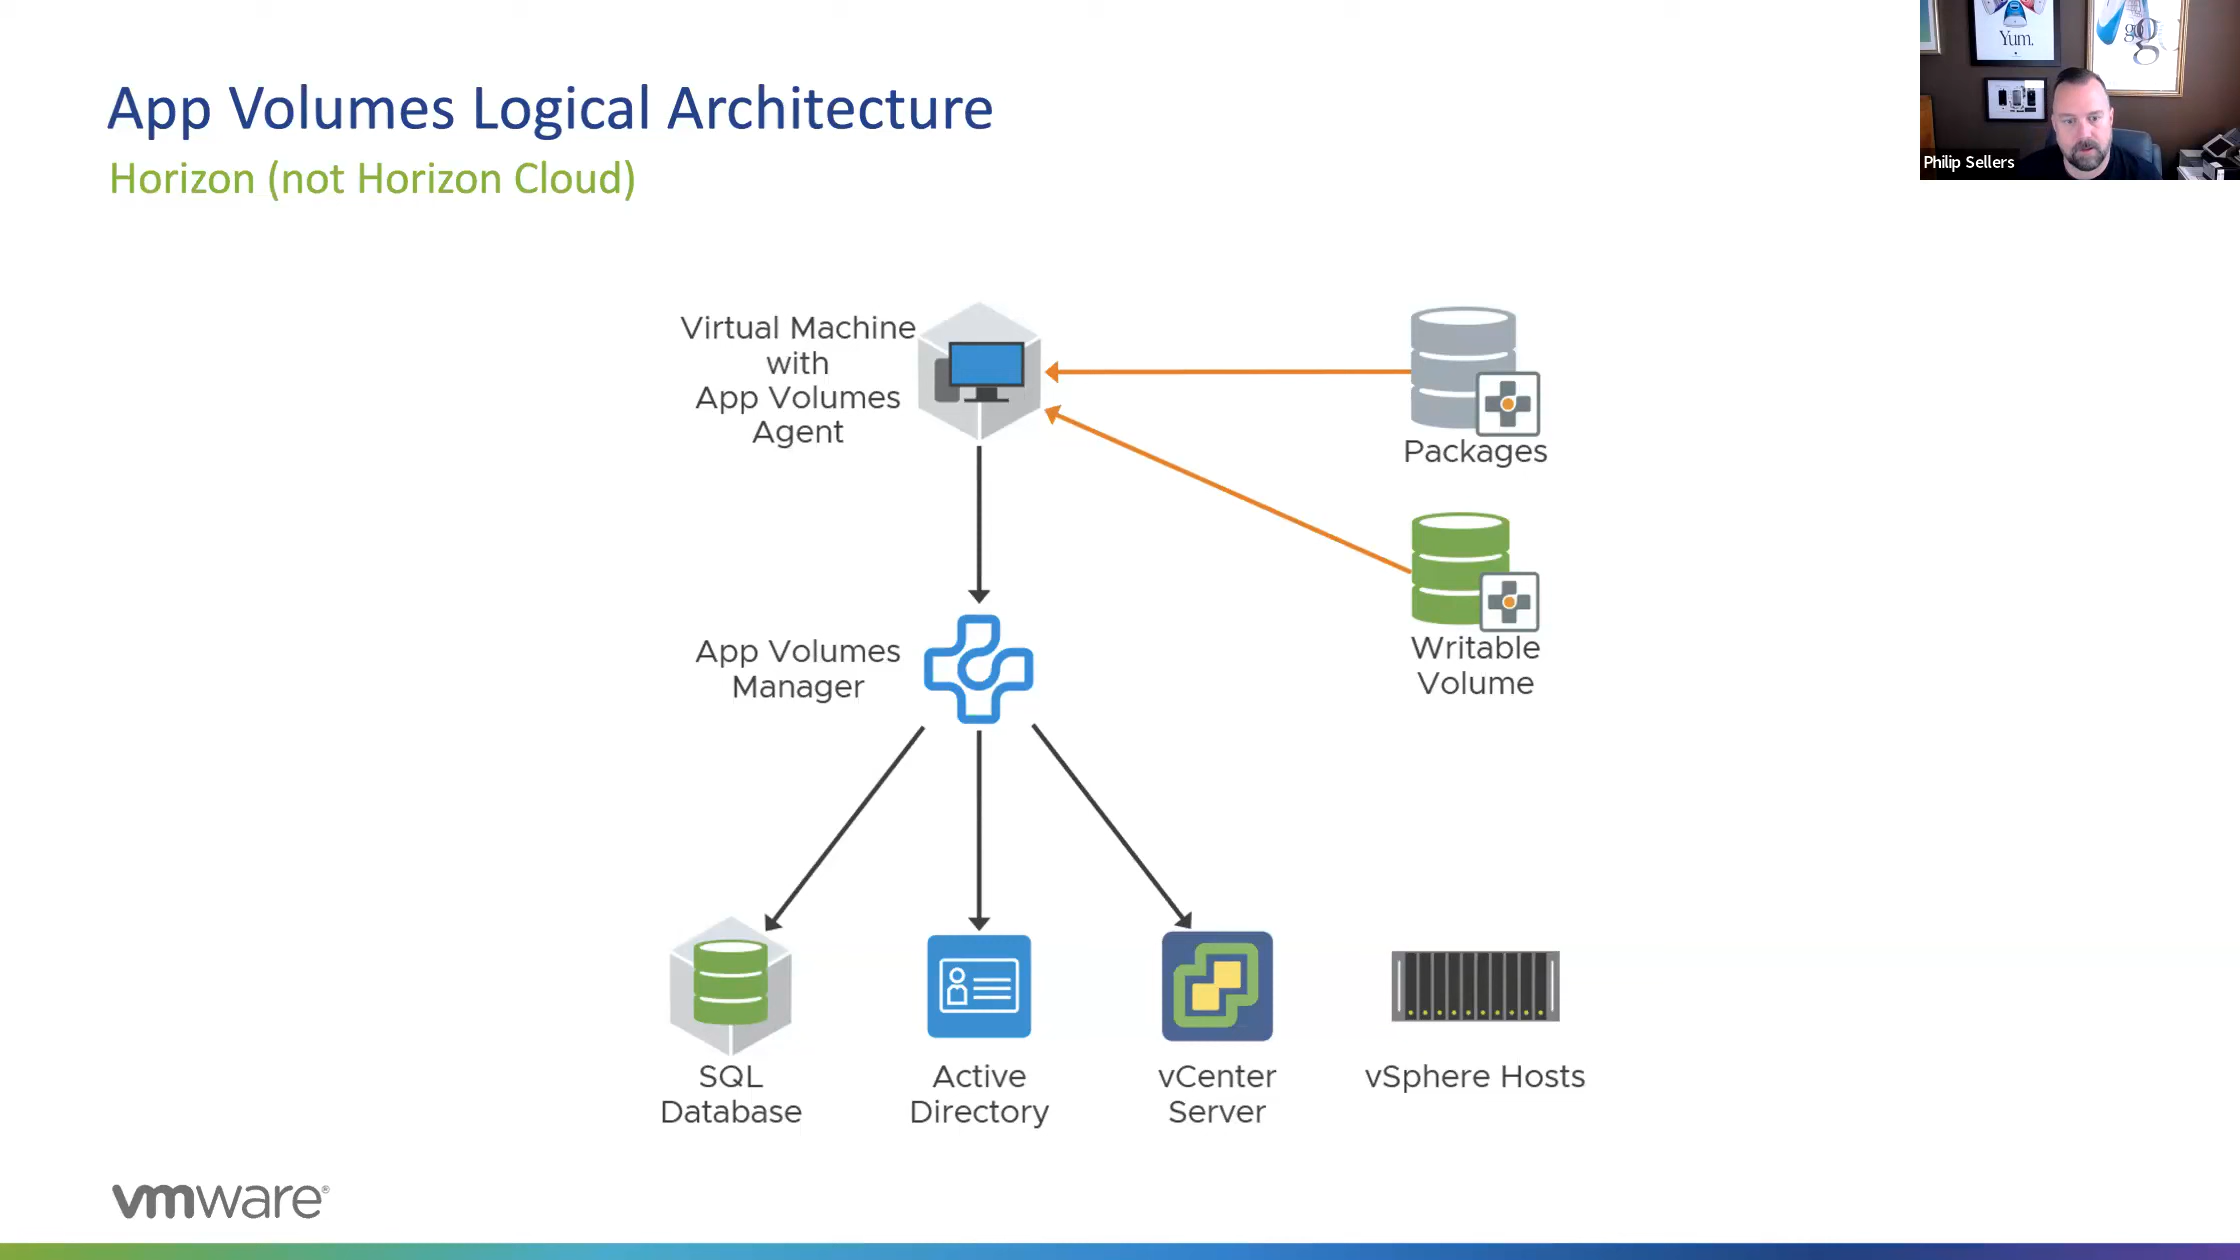 App Volumes Logical Architecture
Horizon (not Horizon Cloud)
Yum.
Philip Sellers
Virtual Machine
with
App Volumes
Agent
Packages
Writable
Volume
App Volumes
Manager
SQL
Database
Active
Directory
vCenter
Server
vSphere Hosts
vmware®